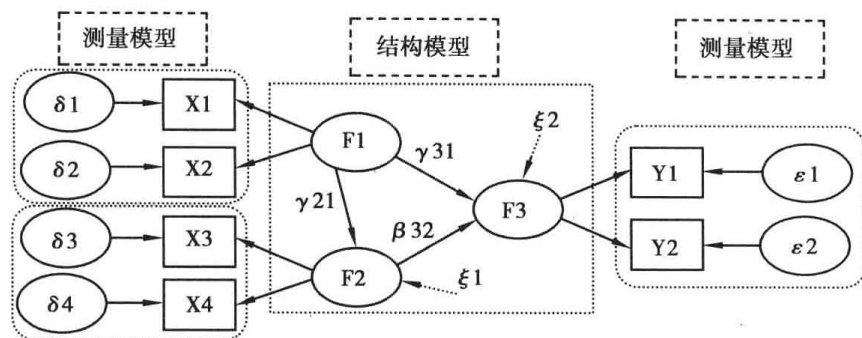 测量模型
结构模型
测量模型
δ1
X1
F1
ξ2
δ2
X2
γ31
Y1
ε1
γ21
F3
δ3
X3
β32
Y2
ε2
F2
ξ1
δ4
X4